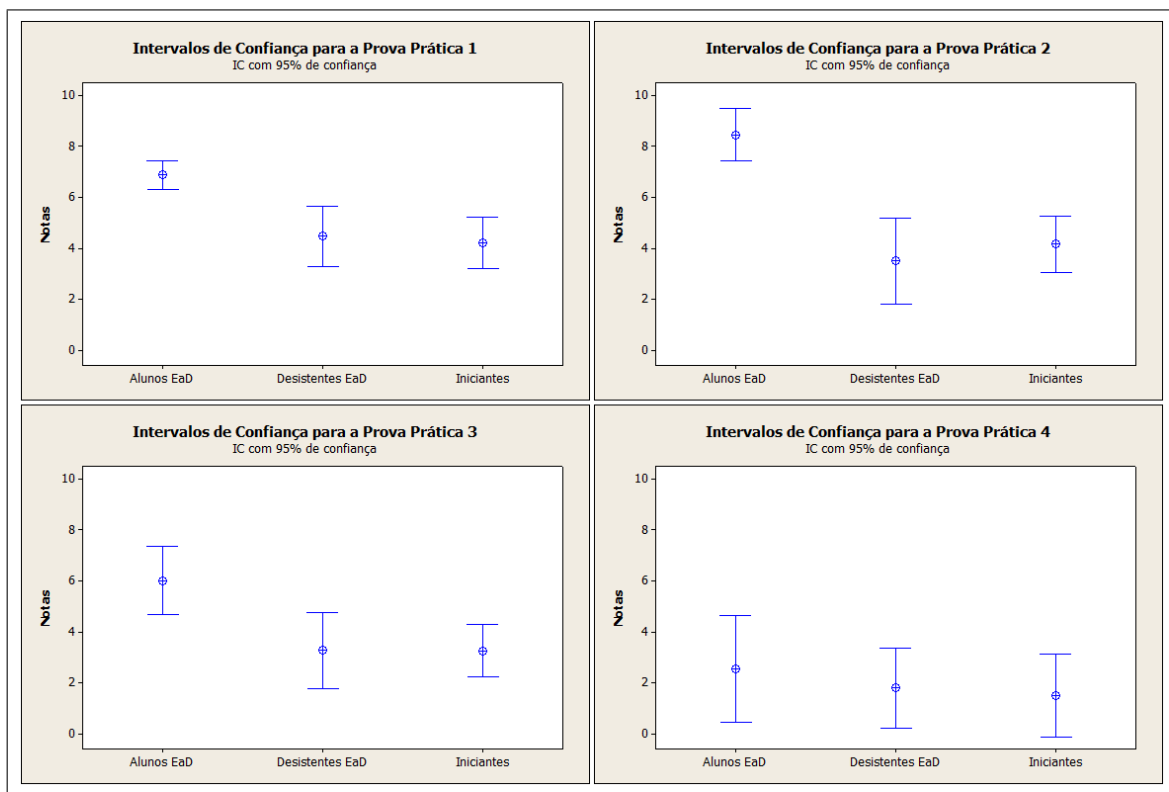 Intervalos de Confiança para a Prova Prática 1
IC com 95% de confiança
10
8
6
4
2
0
Notas
Alunos EaD Desistentes EaD Iniciantes
Intervalos de Confiança para a Prova Prática 2
IC com 95% de confiança
10
8
6
4
2
0
Notas
Alunos EaD Desistentes EaD Iniciantes
Intervalos de Confiança para a Prova Prática 3
IC com 95% de confiança
10
8
6
4
2
0
Notas
Alunos EaD Desistentes EaD Iniciantes
Intervalos de Confiança para a Prova Prática 4
IC com 95% de confiança
10
8
6
4
2
0
Notas
Alunos EaD Desistentes EaD Iniciantes